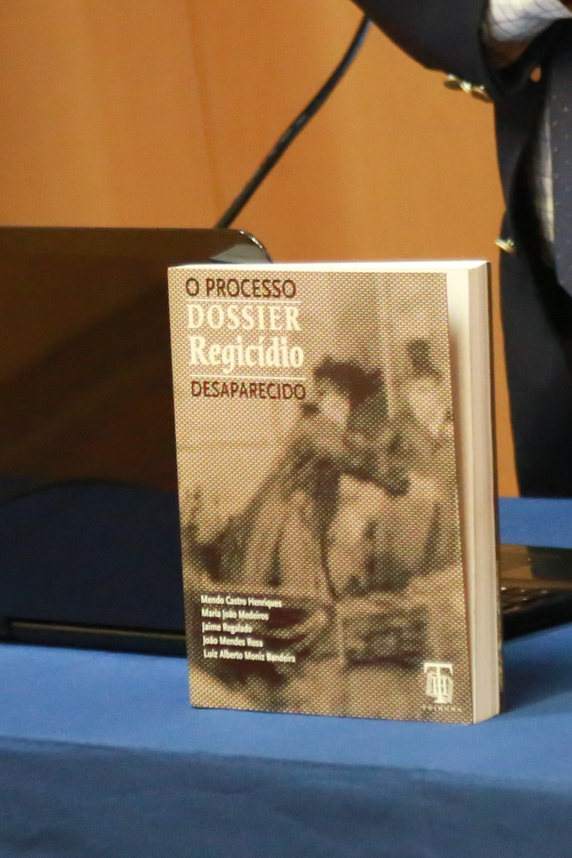 O PROCESSO
DOSSIER
Regicídio
DESAPARECIDO
Mendo Castro Henriques
Maria João Medeiros
Jaime Regalado
João Mendes Rosa
Luiz Alberto Moniz Bandeira
TRIBUNA